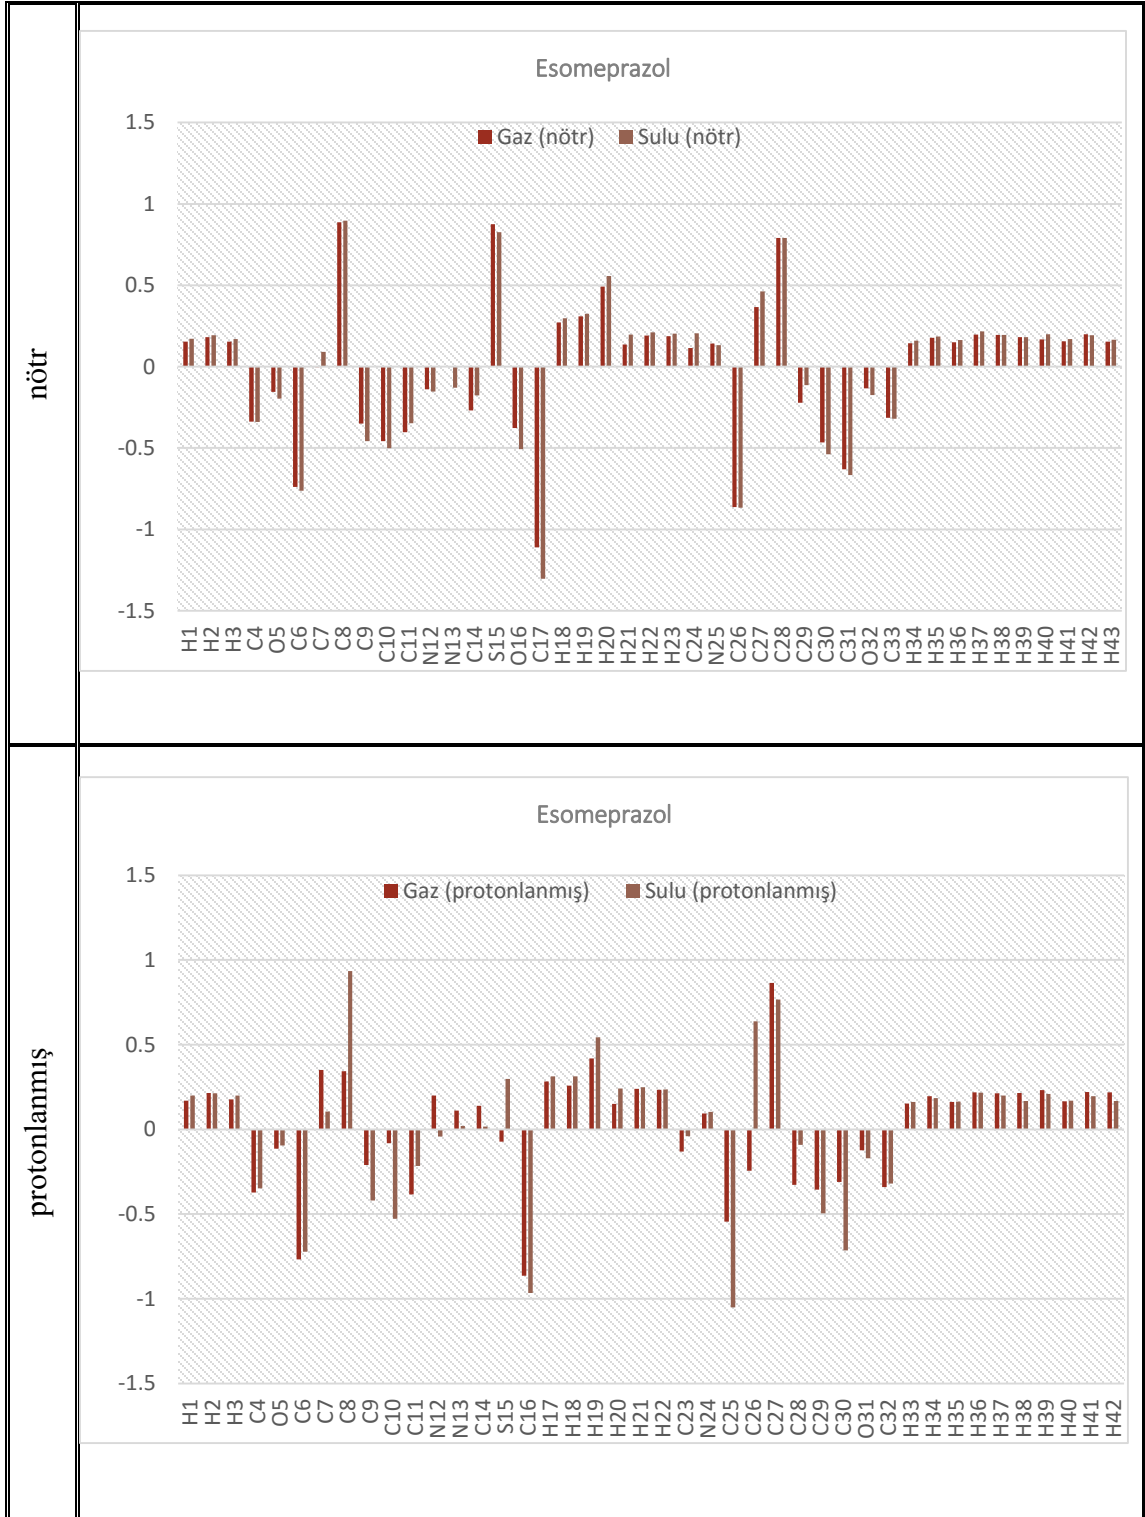 nötr
Esomeprazol
Gaz (nötr) Sulu (nötr)
1.5
1
0.5
0
-0.5
-1
-1.5
H1 H2 H3 C4 O5 C6 C7 C8 C9 C10 C11 N12 N13 C14 S15 O16 C17 H18 H19 H20 H21 H22 H23 C24 N25 C26 C27 C28 C29 C30 C31 O32 C33 H34 H35 H36 H37 H38 H39 H40 H41 H42 H43
protonlanmış
Esomeprazol
Gaz (protonlanmış) Sulu (protonlanmış)
1.5
1
0.5
0
-0.5
-1
-1.5
H1 H2 H3 C4 O5 C6 C7 C8 C9 C10 C11 N12 N13 C14 S15 C16 H17 H18 H19 H20 H21 H22 C23 N24 C25 C26 C27 C28 C29 C30 O31 C32 H33 H34 H35 H36 H37 H38 H39 H40 H41 H42